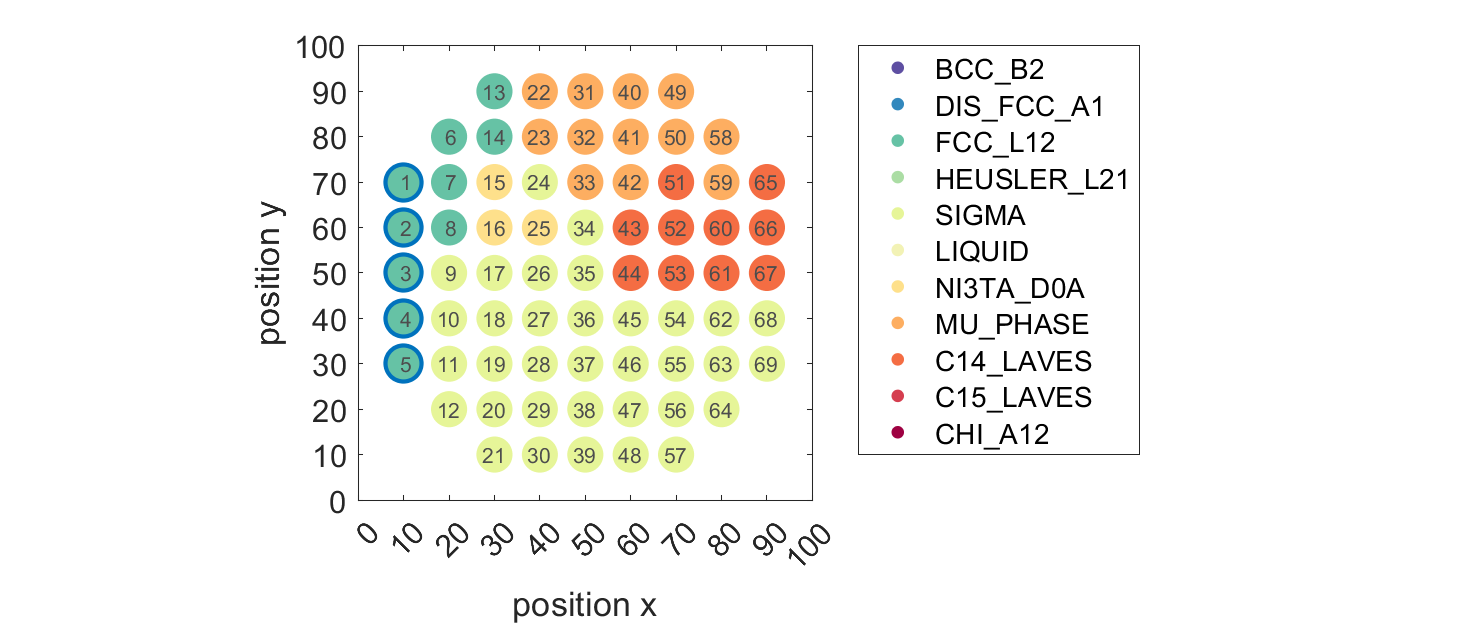 100
90
80
70
60
50
40
30
20
10
0
13 22 31 40 49
6 14 23 32 41 50 58
1 7 15 24 33 42 51 59 65
2 8 16 25 34 43 52 60 66
3 9 17 26 35 44 53 61 67
4 10 18 27 36 45 54 62 68
5 11 19 28 37 46 55 63 69
12 20 29 38 47 56 64
21 30 39 48 57
0 10 20 30 40 50 60 70 80 90 100
position x
position y
BCC_B2
DIS_FCC_A1
FCC_L12
HEUSLER_L21
SIGMA
LIQUID
NI3TA_D0A
MU_PHASE
C14_LAVES
C15_LAVES
CHI_A12